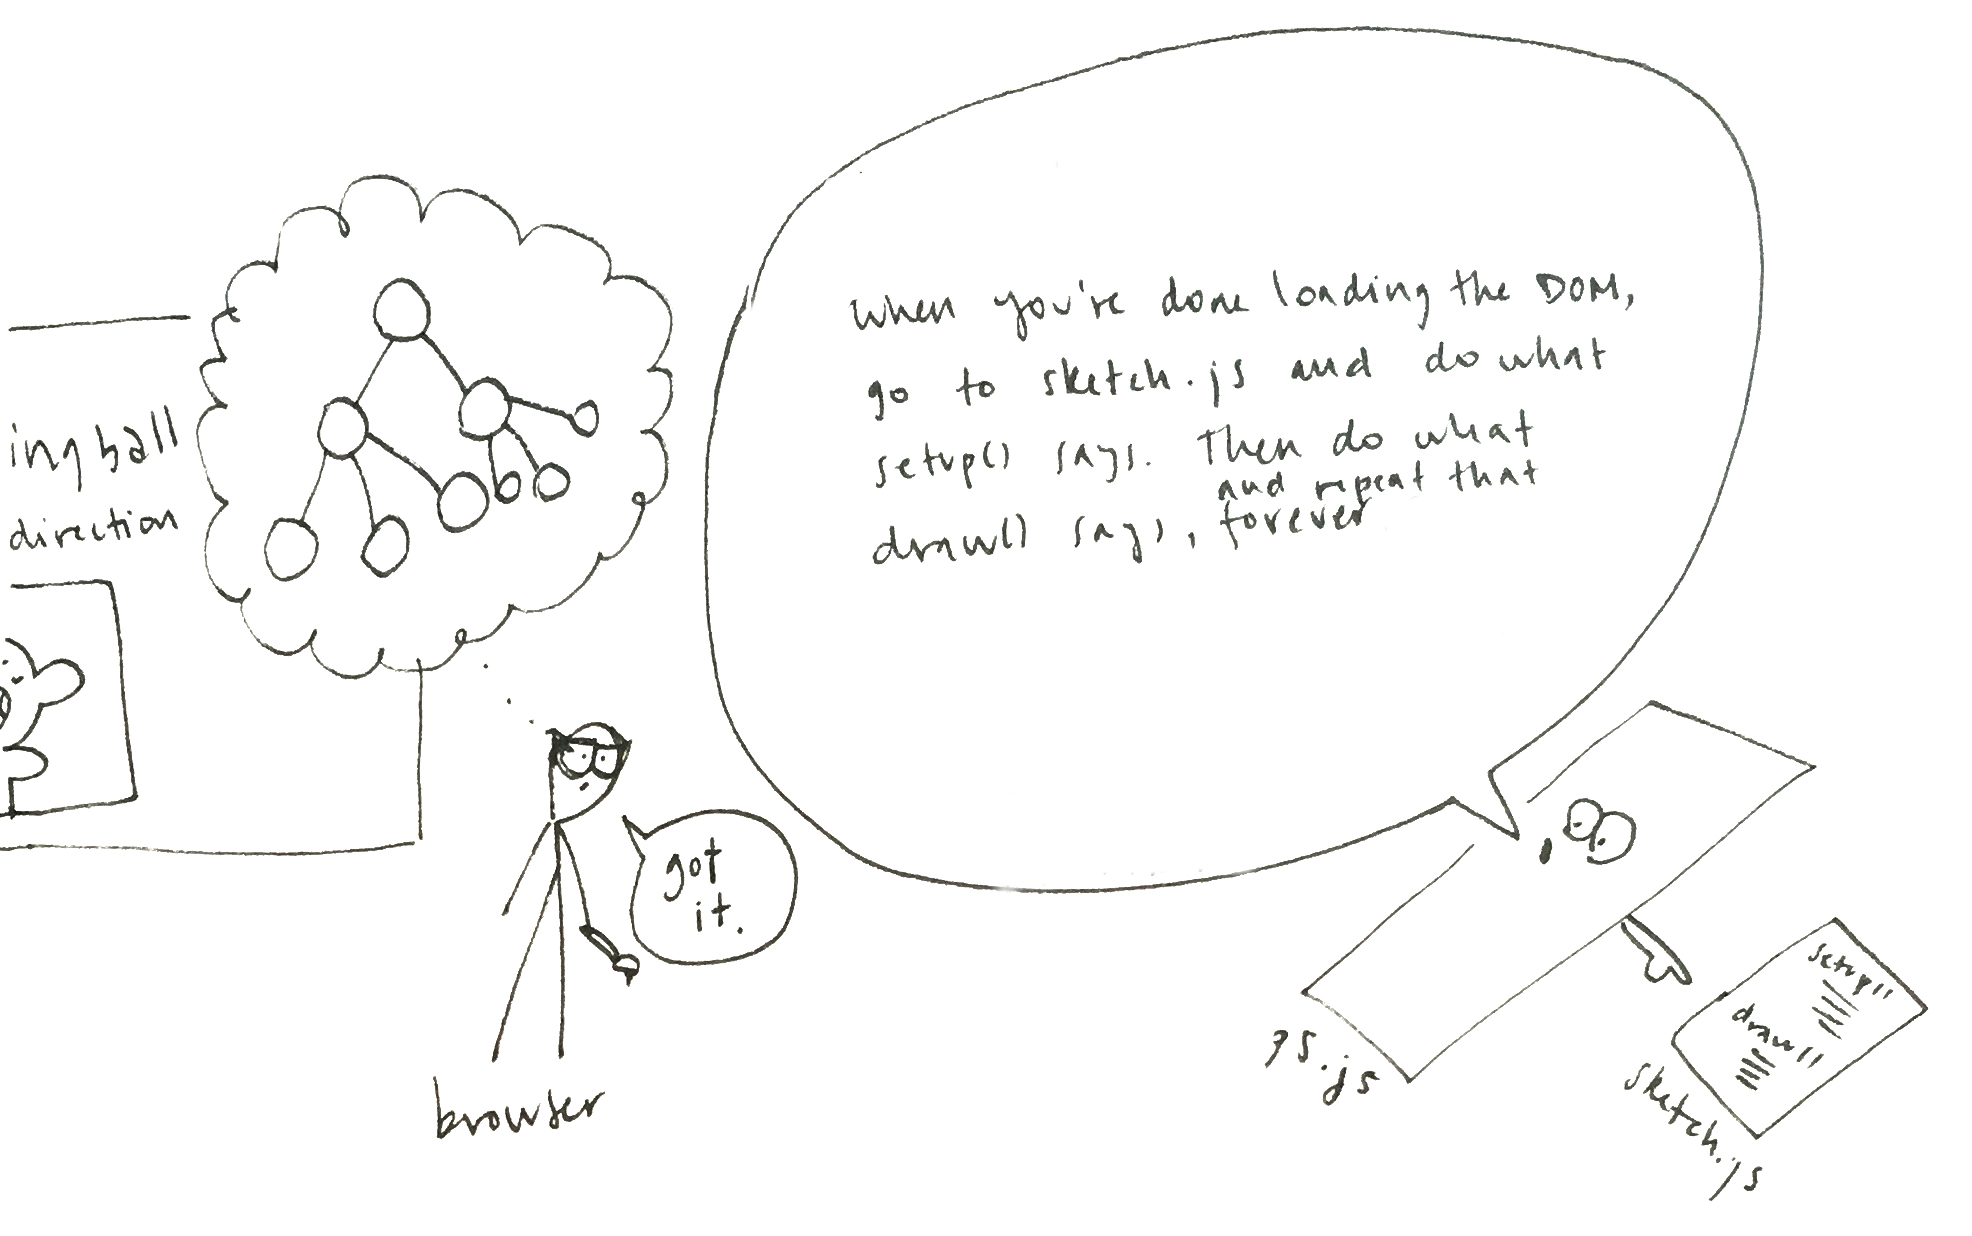 ing ball
direction
when you're done loading the DOM,
go to sketch.js and do what
setup() says. Then do what
draw() says, and repeat that
forever
got
it.
browser
p5.js
setup()
draw()
sketch.js